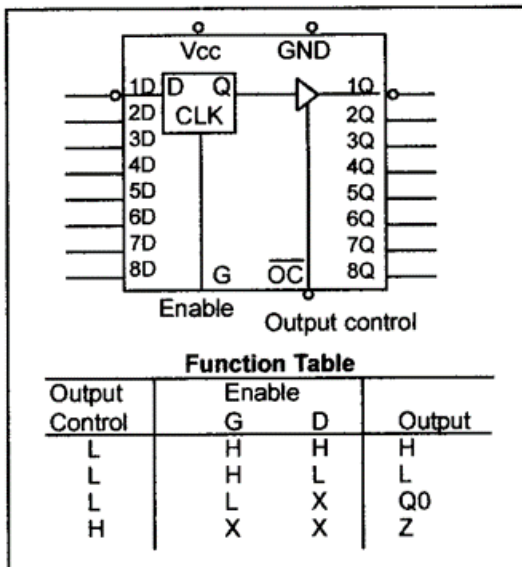 Vcc GND
1D D Q 1Q
2D CLK 2Q
3D 3Q
4D 4Q
5D 5Q
6D 6Q
7D 7Q
8D G OC 8Q
Enable Output control
Function Table
Output Enable
Control G D Output
L H H H
L H L L
L L X Q0
H X X Z